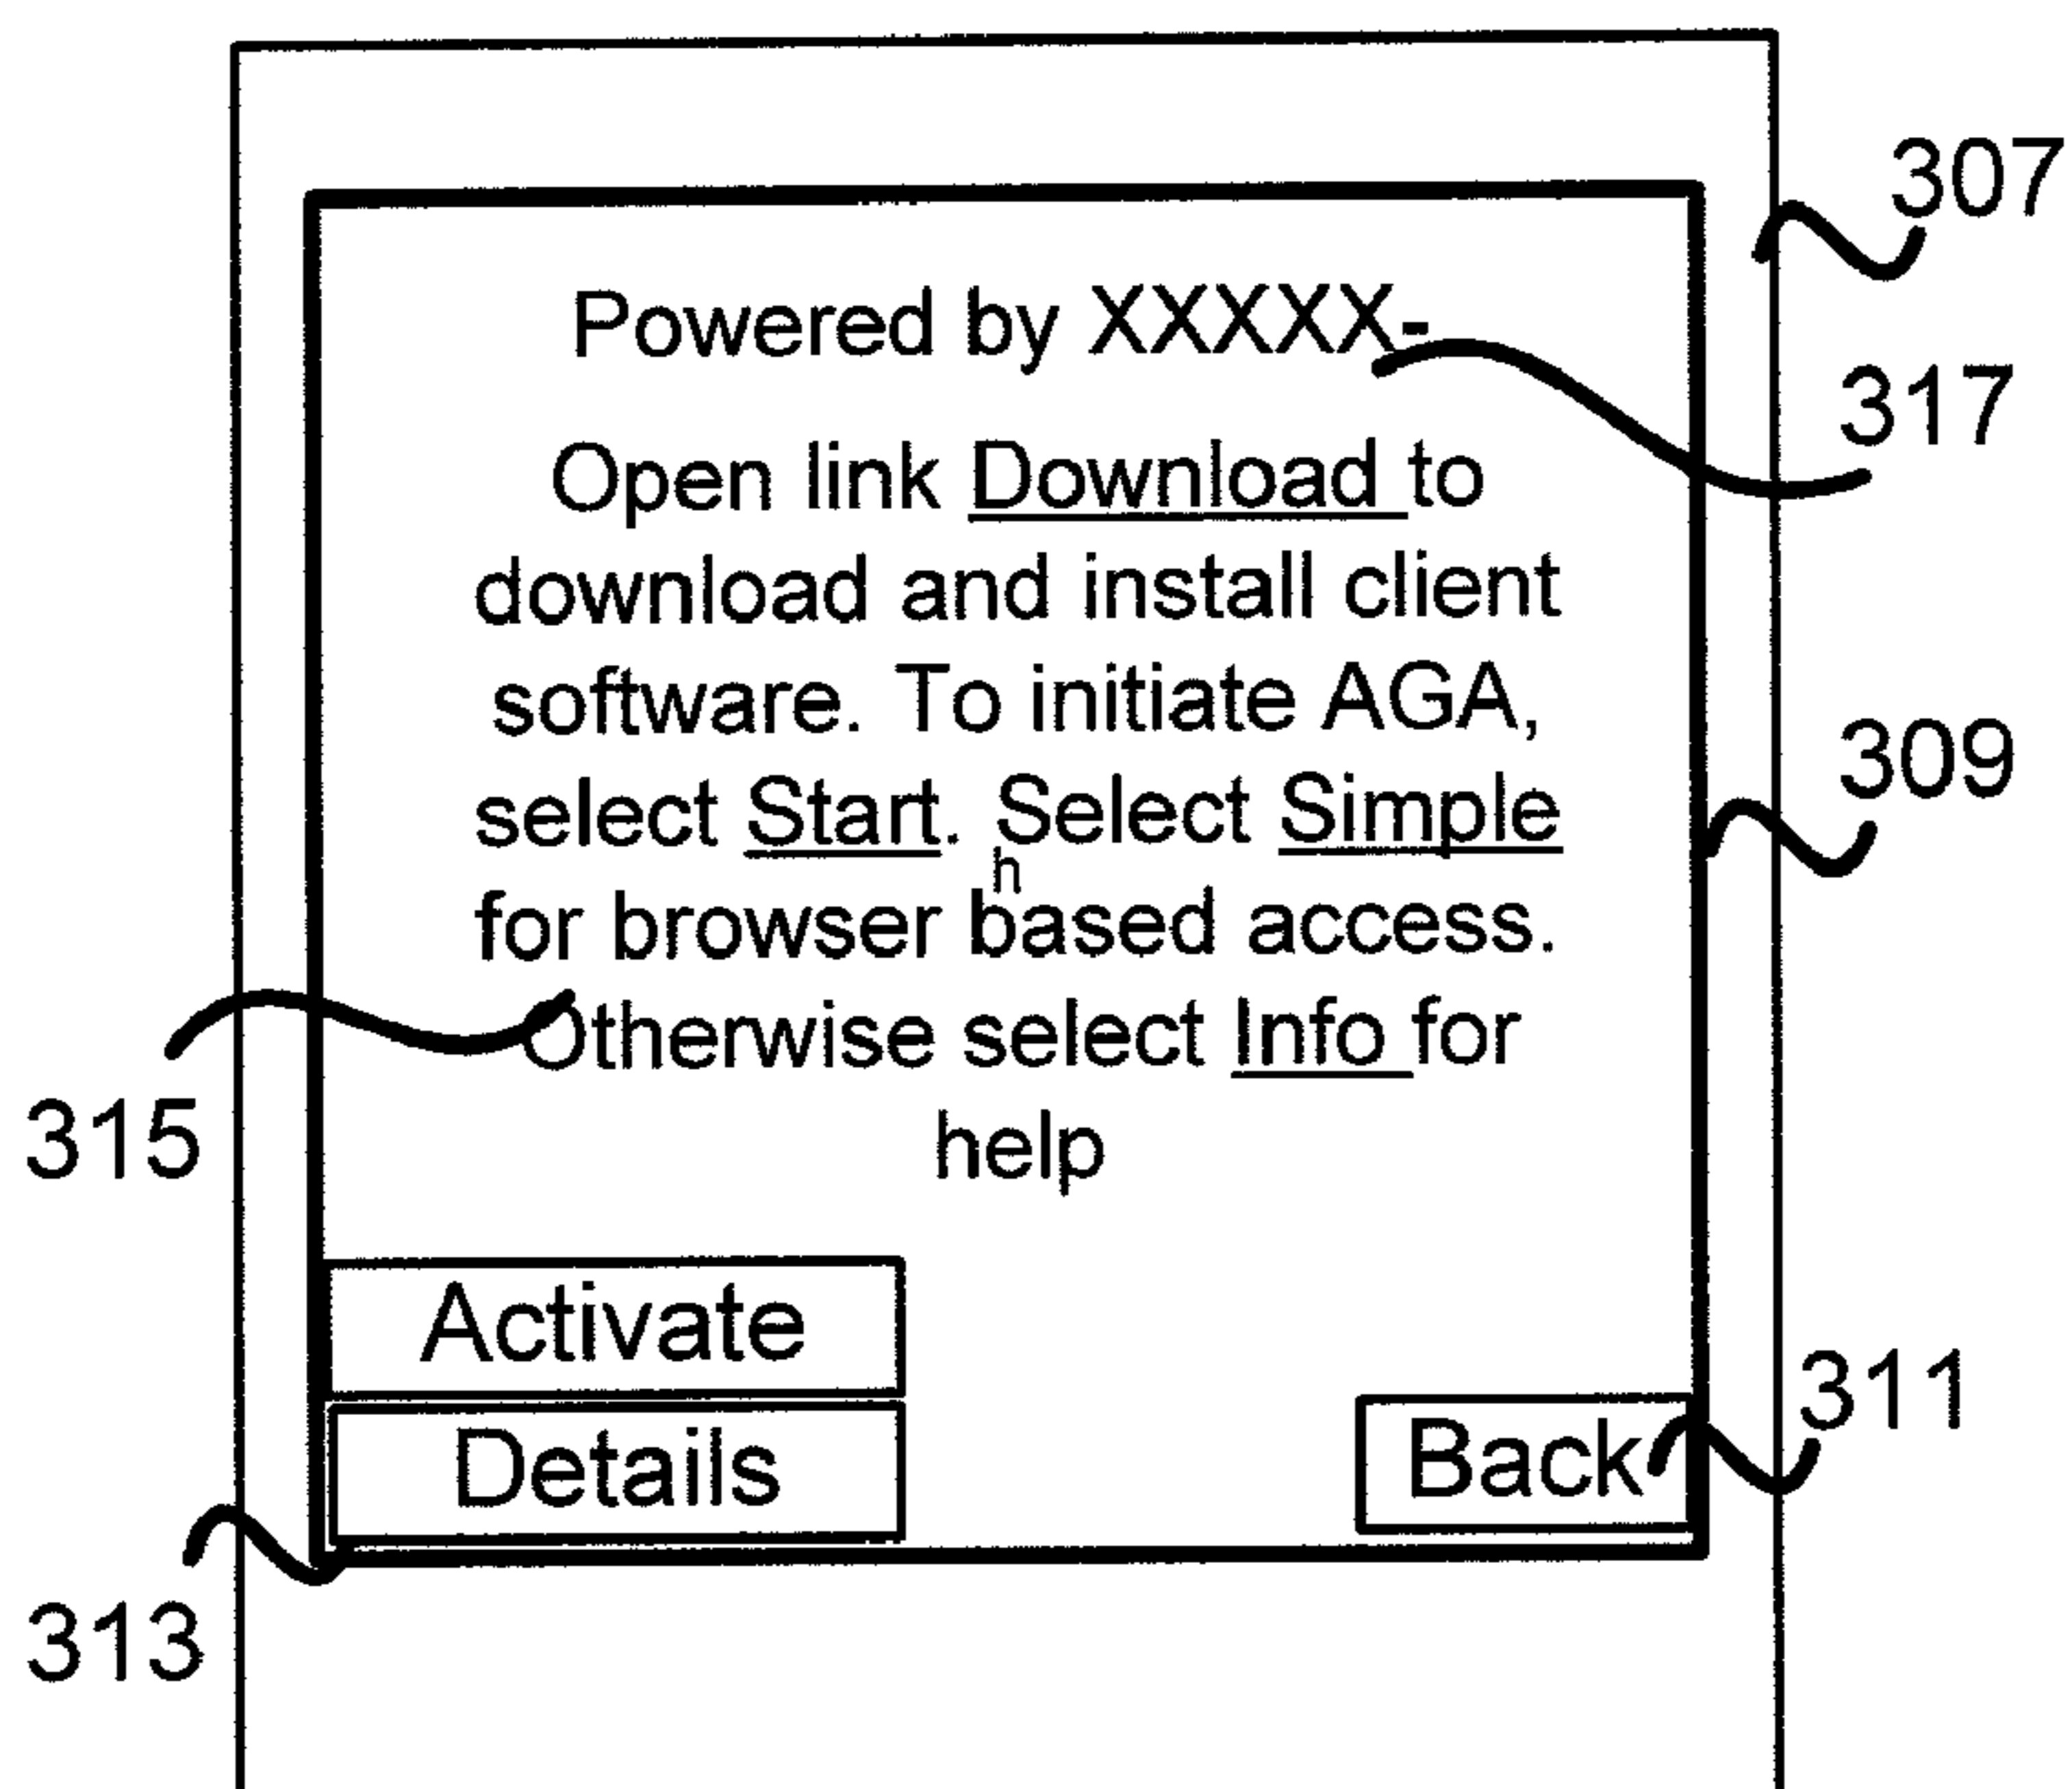 307
Powered by XXXXX-
317
Open link Download to
download and install client
software. To initiate AGA,
309
select Start. Select Simple
h
for browser based access.
Otherwise select Info for
315
help
Activate
311
Details
Back
313